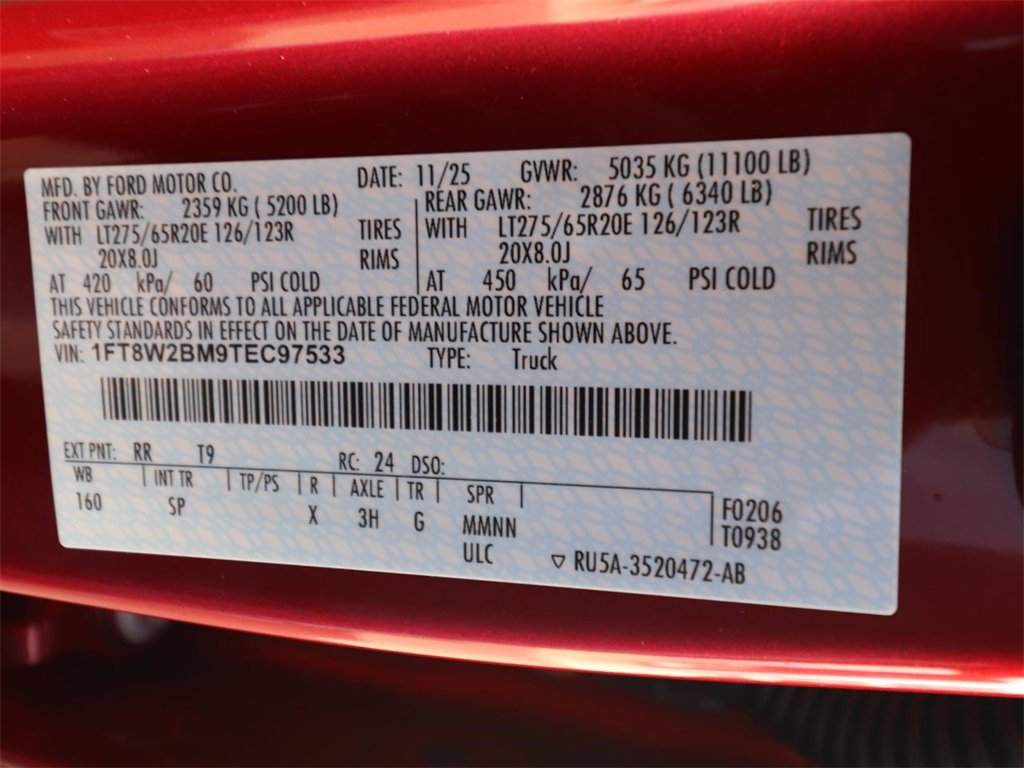 MFD. BY FORD MOTOR CO. DATE: 11/25 GVWR: 5035 KG (11100 LB)
FRONT GAWR: 2359 KG ( 5200 LB) REAR GAWR: 2876 KG ( 6340 LB)
WITH LT275/65R20E 126/123R TIRES WITH LT275/65R20E 126/123R TIRES
20X8.0J RIMS 20X8.0J RIMS
AT 420 kPa/ 60 PSI COLD AT 450 kPa/ 65 PSI COLD
THIS VEHICLE CONFORMS TO ALL APPLICABLE FEDERAL MOTOR VEHICLE
SAFETY STANDARDS IN EFFECT ON THE DATE OF MANUFACTURE SHOWN ABOVE.
VIN: 1FT8W2BM9TEC97533 TYPE: Truck
EXT PNT: RR T9 RC: 24 DSO:
WB INT TR TP/PS R AXLE TR SPR
160 SP X 3H G MMNN
ULC
F0206
T0938
▽ RU5A-3520472-AB